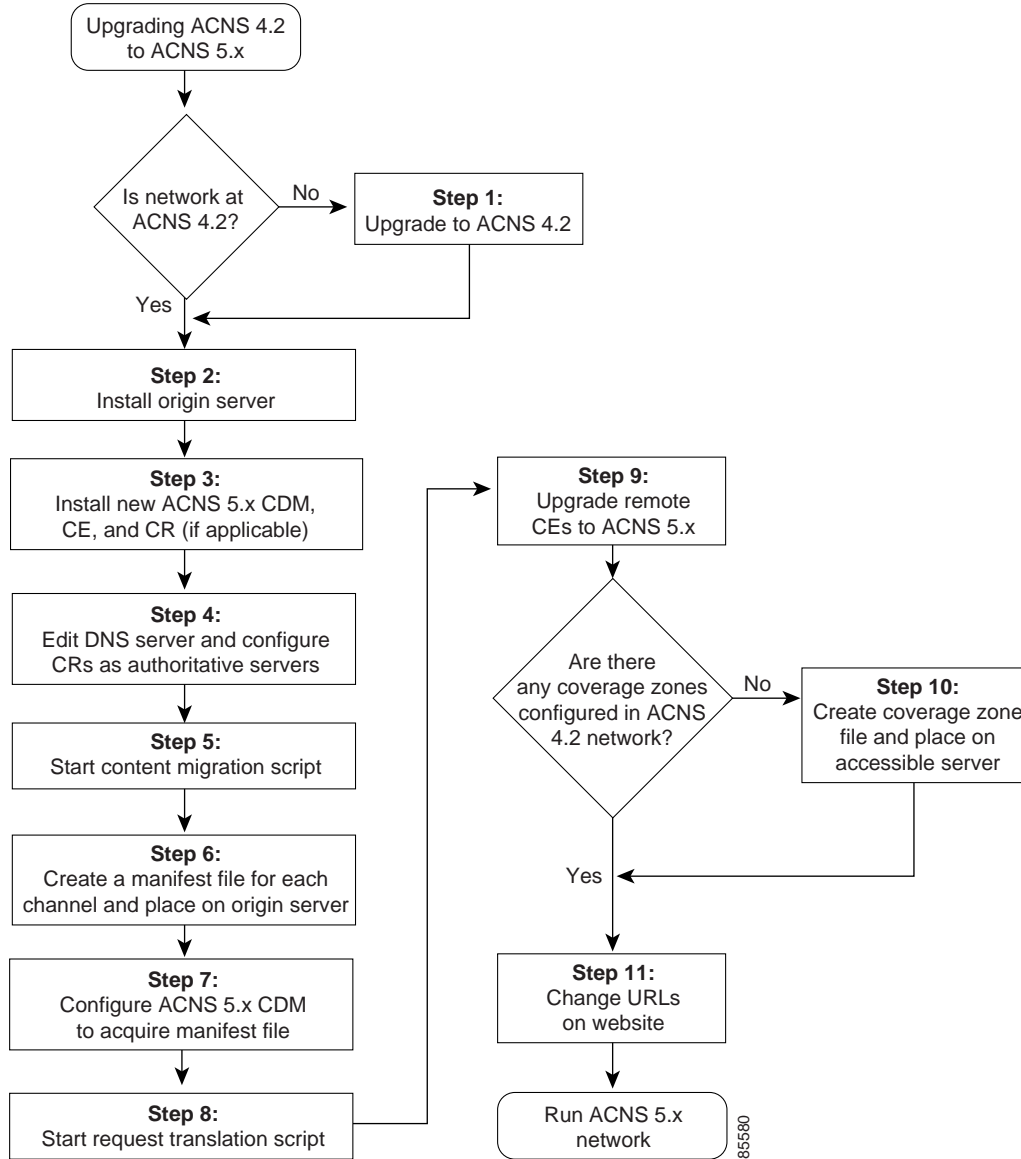 Upgrading ACNS 4.2
to ACNS 5.x
Is network at
ACNS 4.2?
No
Step 1:
Upgrade to ACNS 4.2
Yes
Step 2:
Install origin server
Step 3:
Install new ACNS 5.x CDM,
CE, and CR (if applicable)
Step 4:
Edit DNS server and configure
CRs as authoritative servers
Step 5:
Start content migration script
Step 6:
Create a manifest file for each
channel and place on origin server
Step 7:
Configure ACNS 5.x CDM
to acquire manifest file
Step 8:
Start request translation script
Step 9:
Upgrade remote
CEs to ACNS 5.x
Are there
any coverage zones
configured in ACNS
4.2 network?
No
Step 10:
Create coverage zone
file and place on
accessible server
Yes
Step 11:
Change URLs
on website
Run ACNS 5.x
network
85580